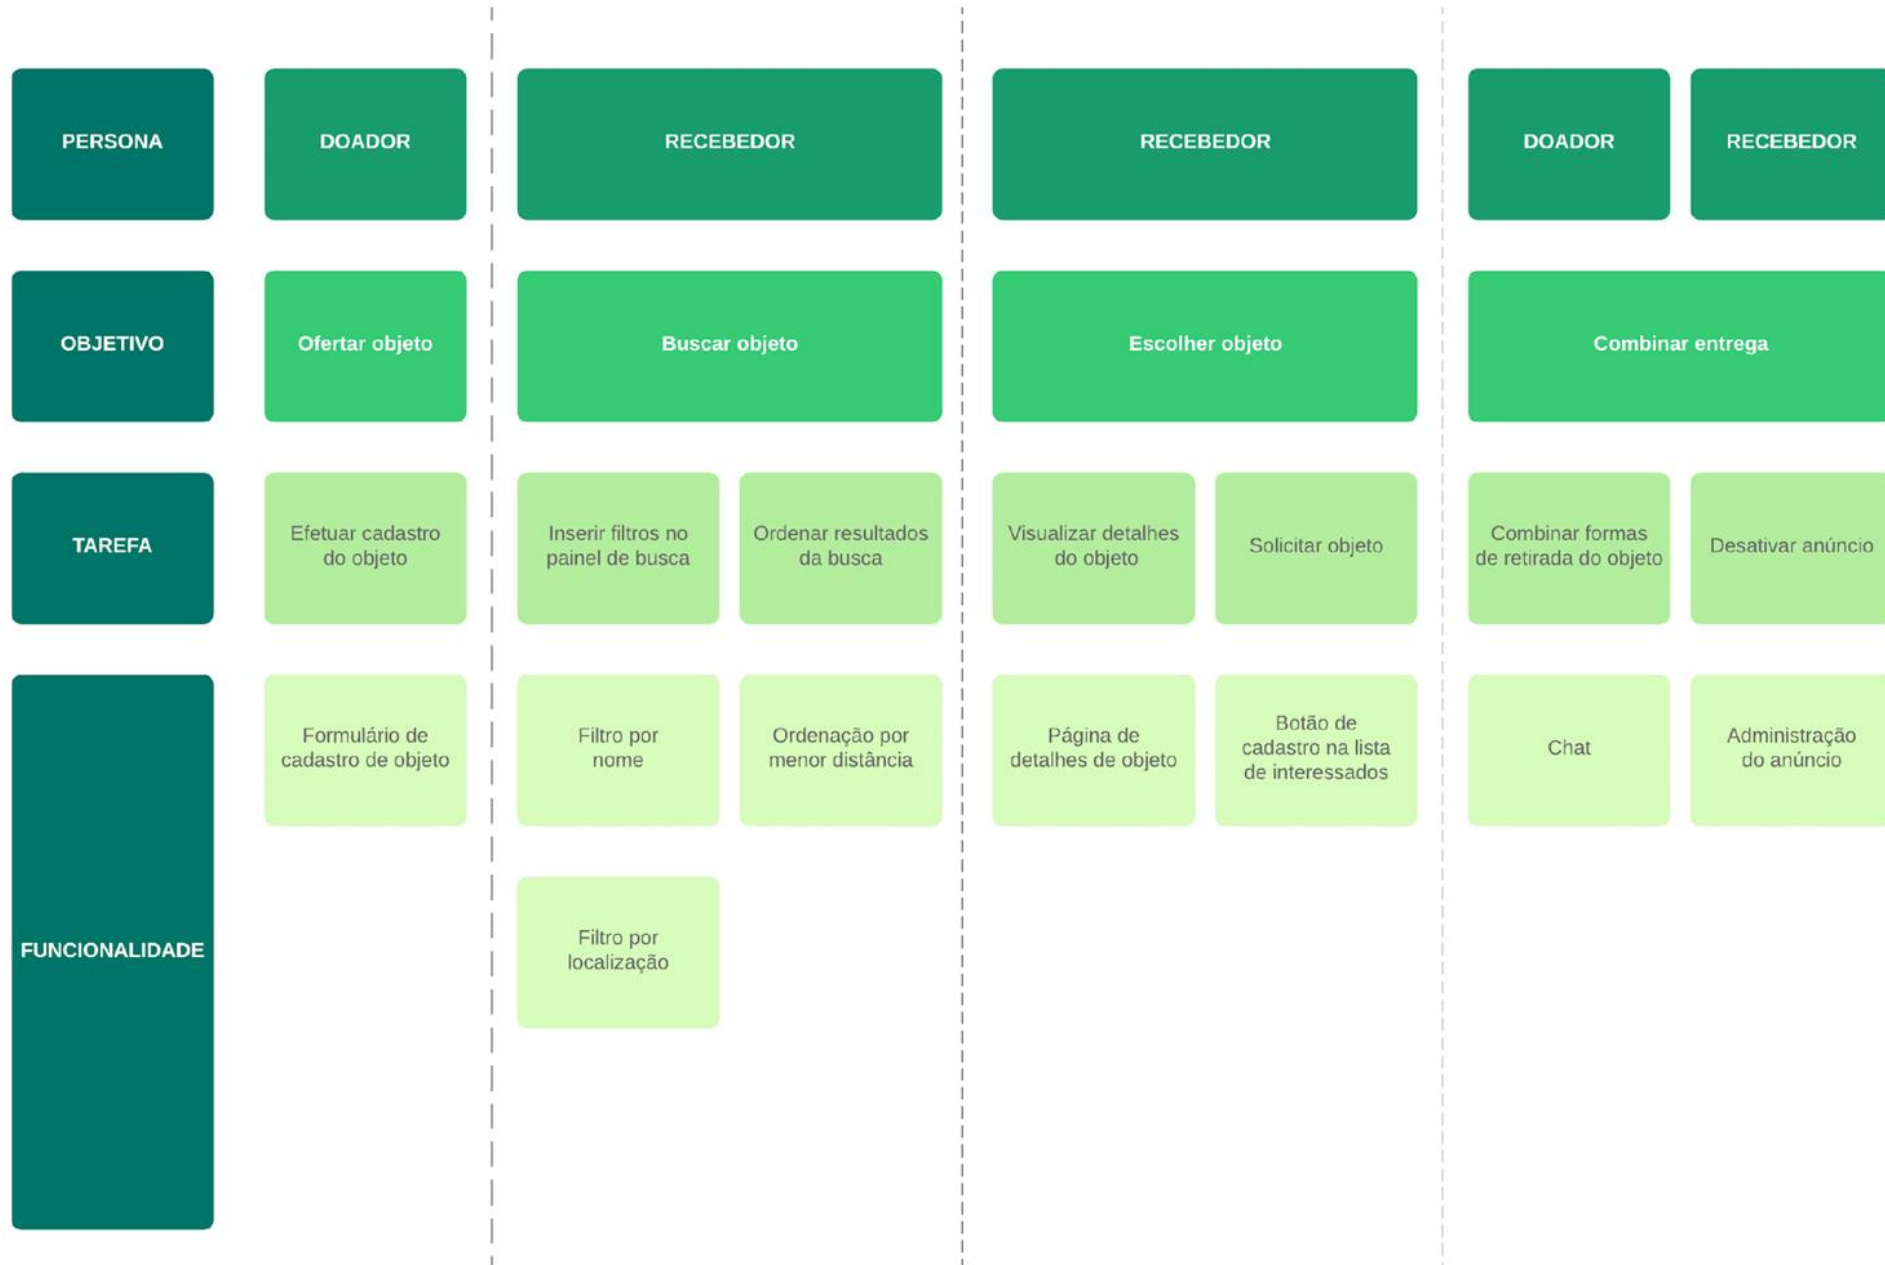 PERSONA
DOADOR
RECEBEDOR
RECEBEDOR
DOADOR
RECEBEDOR
OBJETIVO
Ofertar objeto
Buscar objeto
Escolher objeto
Combinar entrega
TAREFA
Efetuar cadastro
do objeto
Inserir filtros no
painel de busca
Ordenar resultados
da busca
Visualizar detalhes
do objeto
Solicitar objeto
Combinar formas
de retirada do objeto
Desativar anúncio
FUNCIONALIDADE
Formulário de
cadastro de objeto
Filtro por
nome
Ordenação por
menor distância
Página de
detalhes de objeto
Botão de
cadastro na lista
de interessados
Chat
Administração
do anúncio
Filtro por
localização